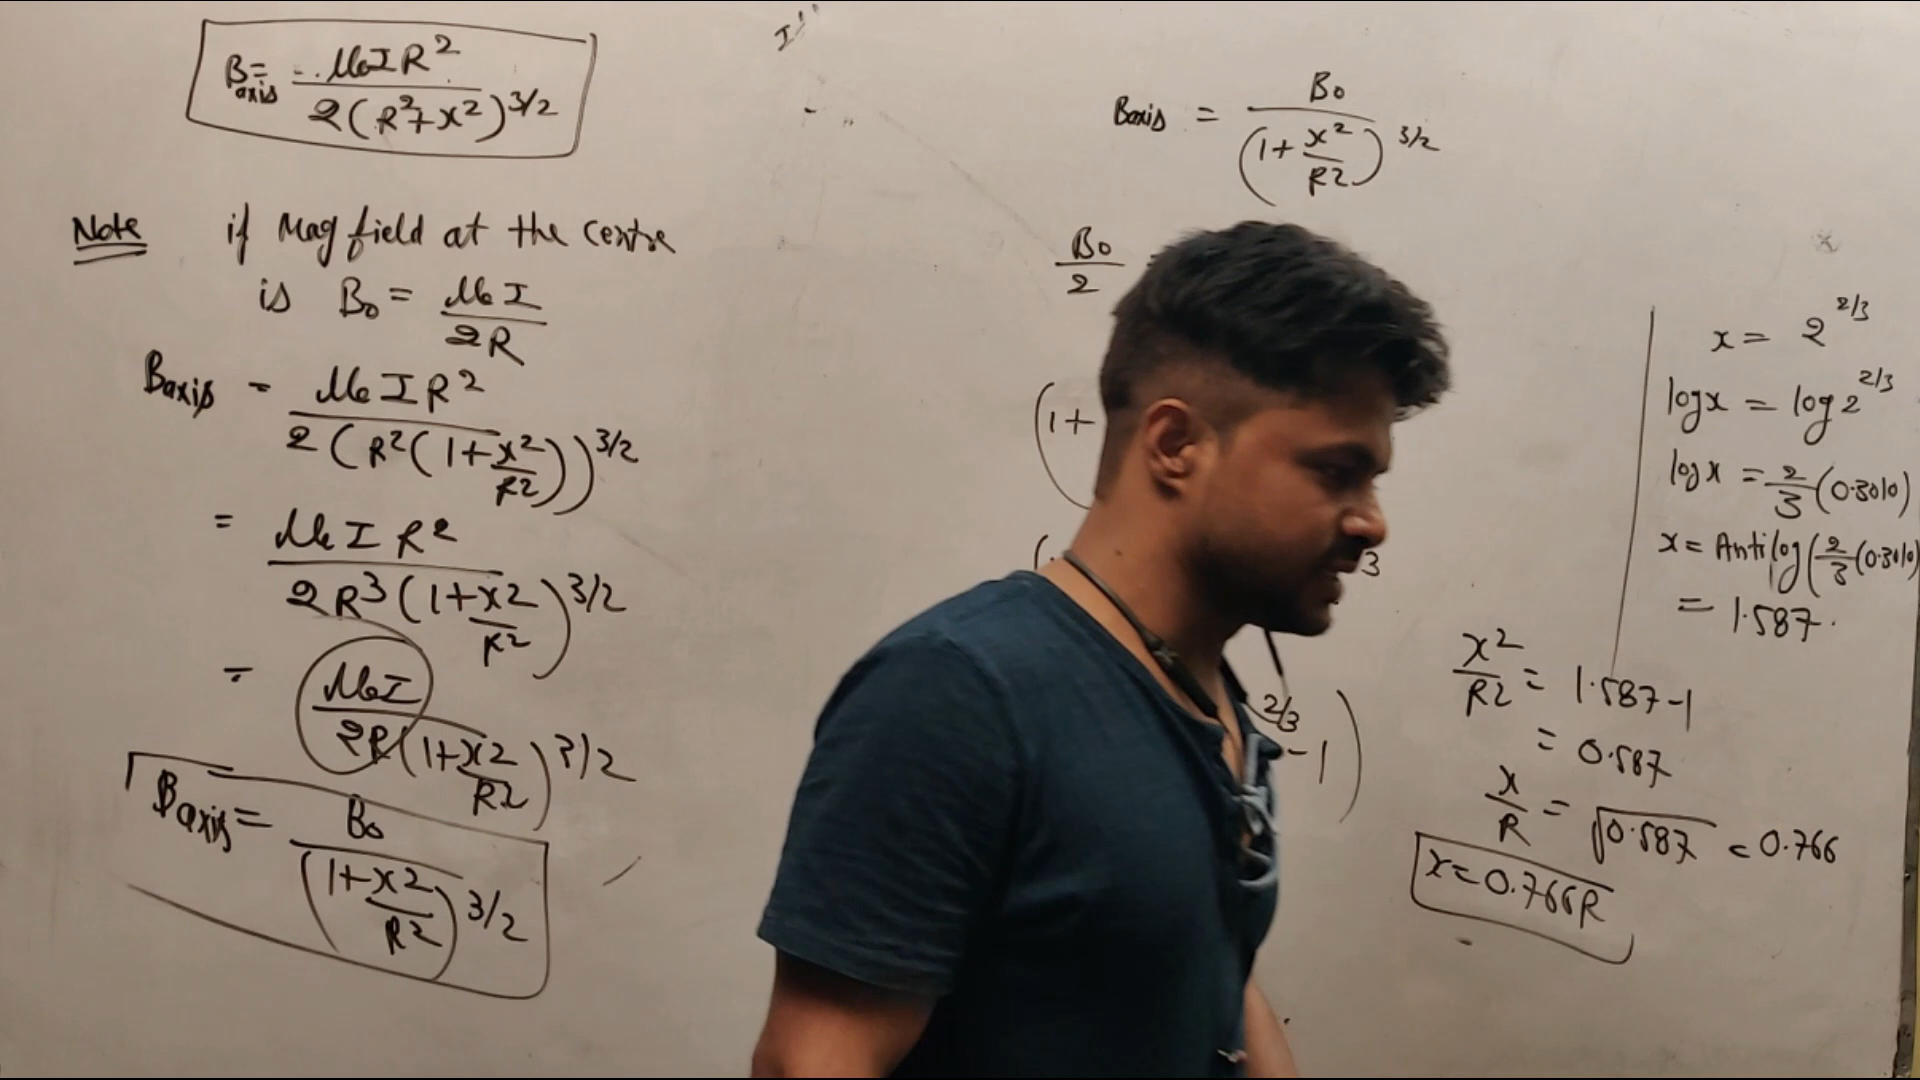 B_axis = μ₀IR² / 2(R²+x²)^3/2
Note if Mag field at the centre
is B₀ = μ₀I / 2R
B_axis = μ₀IR² / 2(R²(1+x²/R²))^3/2
= μ₀IR² / 2R³(1+x²/R²)^3/2
= μ₀I / 2R(1+x²/R²)^3/2
B_axis = B₀ / (1+x²/R²)^3/2
B_axis = B₀ / (1+x²/R²)^3/2
B₀/2
(1+
2/3 -1)
x = 2^2/3
log x = log 2^2/3
log x = 2/3 (0.3010)
x = Antilog(2/3 (0.3010)
= 1.587.
x²/R² = 1.587-1
= 0.587
x/R = √0.587 = 0.766
x = 0.766R